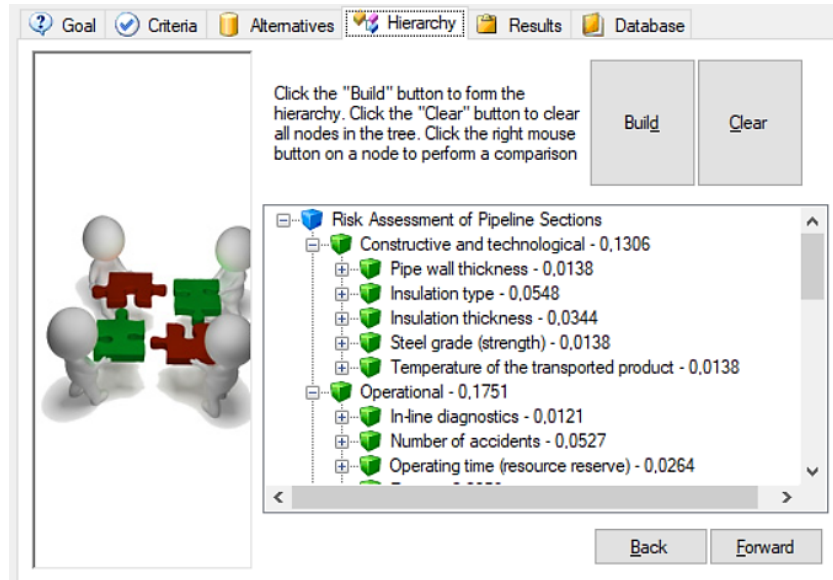 Goal Criteria Alternatives Hierarchy Results Database
Click the "Build" button to form the
hierarchy. Click the "Clear" button to clear
all nodes in the tree. Click the right mouse
button on a node to perform a comparison
Build Clear
Risk Assessment of Pipeline Sections
Constructive and technological - 0,1306
Pipe wall thickness - 0,0138
Insulation type - 0,0548
Insulation thickness - 0,0344
Steel grade (strength) - 0,0138
Temperature of the transported product - 0,0138
Operational - 0,1751
In-line diagnostics - 0,0121
Number of accidents - 0,0527
Operating time (resource reserve) - 0,0264
Back Forward